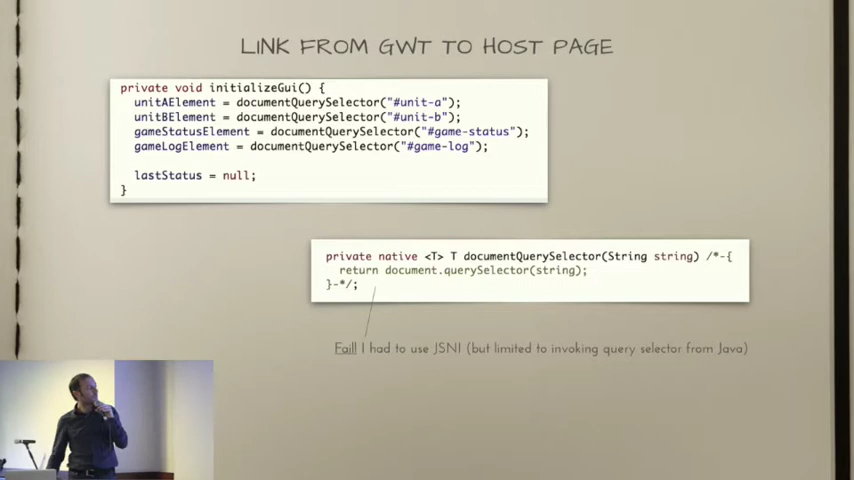 LINK FROM GWT TO HOST PAGE
private void initializeGui() {
unitAElement = documentQuerySelector("#unit-a");
unitBElement = documentQuerySelector("#unit-b");
gameStatusElement = documentQuerySelector("#game-status");
gameLogElement = documentQuerySelector("#game-log");
lastStatus = null;
}
private native <T> T documentQuerySelector(String string) /*-{
return document.querySelector(string);
}-*/;
Fail! I had to use JSNI (but limited to invoking query selector from Java)